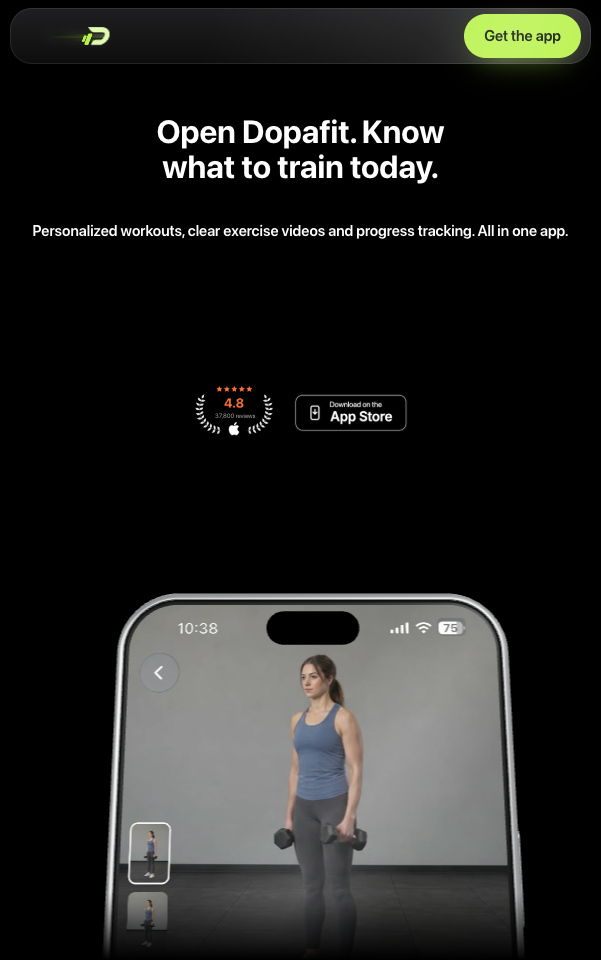 Get the app
Open Dopafit. Know
what to train today.
Personalized workouts, clear exercise videos and progress tracking. All in one app.
4.8
37,800 reviews
Download on the
App Store
10:38
75